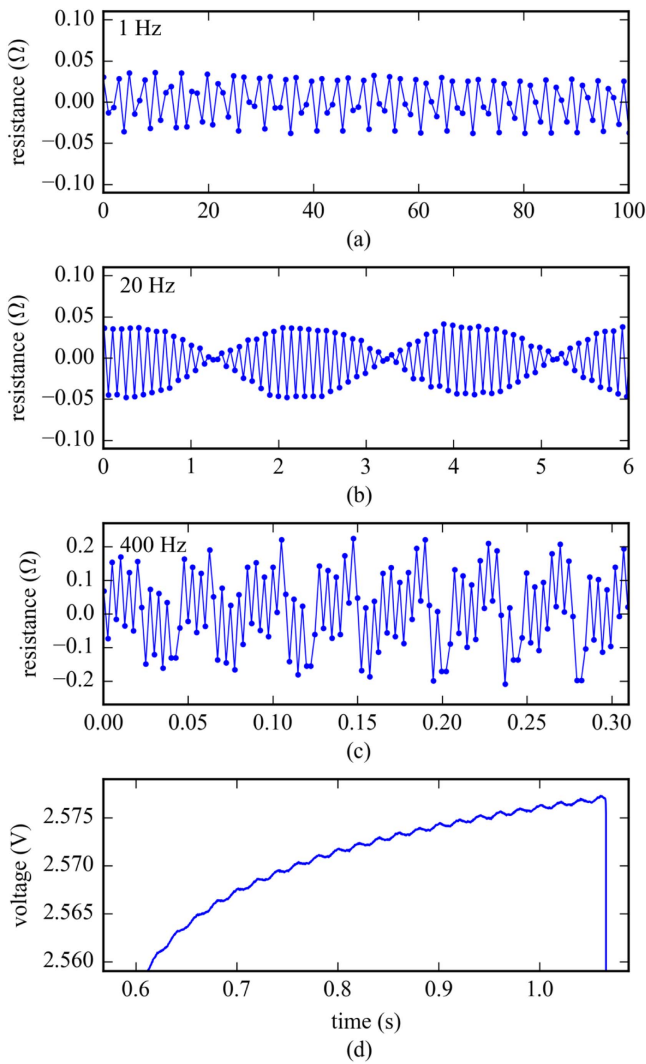 0.10
1 Hz
0.05
0.00
−0.05
−0.10
resistance (Ω)
0 20 40 60 80 100
(a)
0.10
20 Hz
0.05
0.00
−0.05
−0.10
resistance (Ω)
0 1 2 3 4 5 6
(b)
0.2
400 Hz
0.1
0.0
−0.1
−0.2
resistance (Ω)
0.00 0.05 0.10 0.15 0.20 0.25 0.30
(c)
2.575
2.570
2.565
2.560
voltage (V)
0.6 0.7 0.8 0.9 1.0
time (s)
(d)